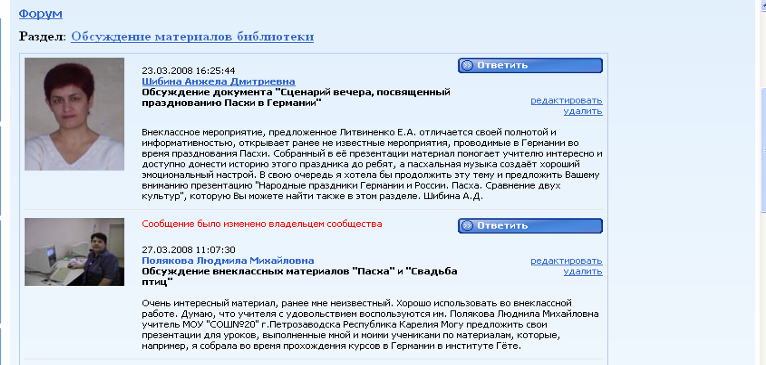 Форум
Раздел: Обсуждение материалов библиотеки
23.03.2008 16:25:44
Ответить
Шибина Анжела Дмитриевна
Обсуждение документа "Сценарий вечера, посвященный
празднованию Пасхи в Германии"
редактировать
удалить
Внеклассное мероприятие, предложенное Литвиненко Е.А. отличается своей полнотой и
информативностью, открывает ранее не известные мероприятия, проводимые в Германии во
время празднования Пасхи. Собранный в её презентации материал помогает учителю интересно и
доступно донести историю этого праздника до ребят, а пасхальная музыка создаёт хороший
эмоциональный настрой. В свою очередь я хотела бы продолжить эту тему и предложить Вашему
вниманию презентацию "Народные праздники Германии и России. Пасха. Сравнение двух
культур", которую Вы можете найти также в этом разделе. Шибина А.Д.
Сообщение было изменено владельцем сообщества
Ответить
27.03.2008 11:07:30
Полякова Людмила Михайловна
Обсуждение внеклассных материалов "Пасха" и "Свадьба
птиц"
редактировать
удалить
Очень интересный материал, ранее мне неизвестный. Хорошо использовать во внеклассной
работе. Думаю, что учителя с удовольствием воспользуются им. Полякова Людмила Михайловна
учитель МОУ "СОШ№20" г.Петрозаводска Республика Карелия Могу предложить свои
презентации для уроков, выполненные мной и моими учениками по материалам, которые,
например, я собрала во время прохождения курсов в Германии в институте Гёте.